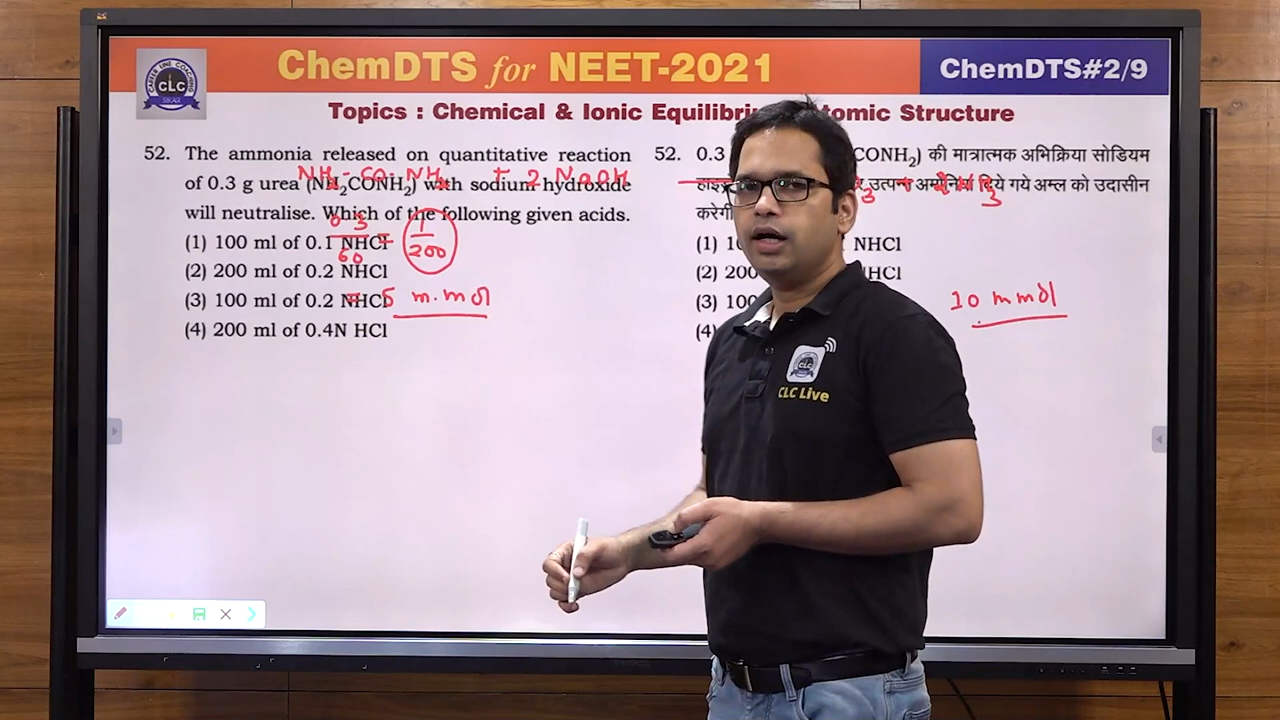 ChemDTS for NEET-2021
ChemDTS#2/9
CLC
SIKAR
Topics : Chemical & Ionic Equilibri tomic Structure
52. The ammonia released on quantitative reaction
of 0.3 g urea (NH2CONH2) with sodium hydroxide
will neutralise. Which of the following given acids.
(1) 100 ml of 0.1 NHCl
(2) 200 ml of 0.2 NHCl
(3) 100 ml of 0.2 NHCl
(4) 200 ml of 0.4N HCl
NH2 - CO - NH2 + 2 NaOH
0.3
60
=
1
200
= 5 m.mol
52. 0.3 CONH2) की मात्रात्मक अभिक्रिया सोडियम
उत्पन्न अमोनिया दिये गये अम्ल को उदासीन
(1) 10 NHCl
(2) 200
(3) 100
(4)
10 mmol
CLC
CLC Live